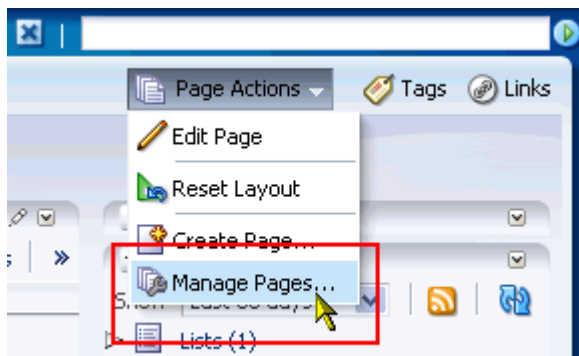 Page Actions Tags Links
Edit Page
Reset Layout
Create Page...
Manage Pages...
Lists (1)